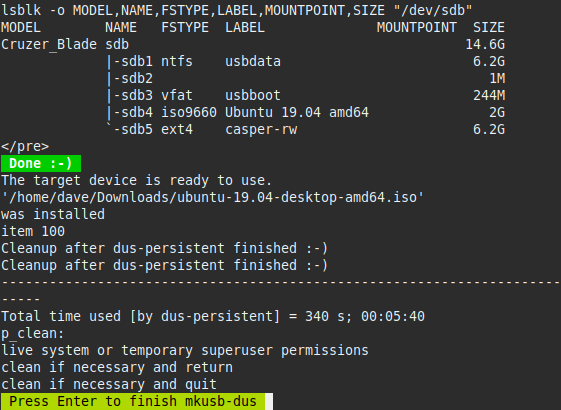 lsblk -o MODEL,NAME,FSTYPE,LABEL,MOUNTPOINT,SIZE "/dev/sdb"
MODEL        NAME   FSTYPE  LABEL              MOUNTPOINT  SIZE
Cruzer_Blade sdb                                          14.6G
             |-sdb1 ntfs    usbdata                        6.2G
             |-sdb2                                          1M
             |-sdb3 vfat    usbboot                        244M
             |-sdb4 iso9660 Ubuntu 19.04 amd64               2G
             `-sdb5 ext4    casper-rw                      6.2G
</pre>
Done :-)
The target device is ready to use.
'/home/dave/Downloads/ubuntu-19.04-desktop-amd64.iso'
was installed
item 100
Cleanup after dus-persistent finished :-)
Cleanup after dus-persistent finished :-)
----------------------------------------------------------------------
-----
Total time used [by dus-persistent] = 340 s; 00:05:40
p_clean:
live system or temporary superuser permissions
clean if necessary and return
clean if necessary and quit
Press Enter to finish mkusb-dus